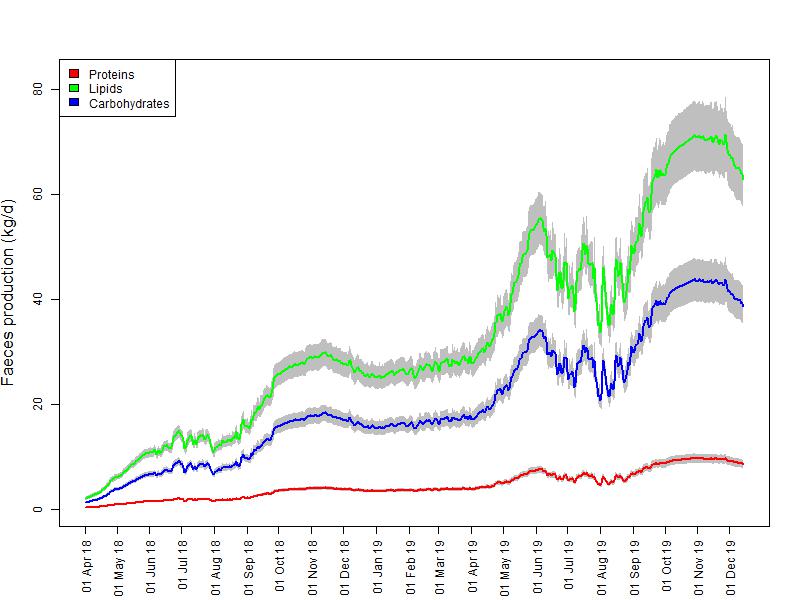 Proteins
Lipids
Carbohydrates
Faeces production (kg/d)
80
60
40
20
0
01 Apr 18
01 May 18
01 Jun 18
01 Jul 18
01 Aug 18
01 Sep 18
01 Oct 18
01 Nov 18
01 Dec 18
01 Jan 19
01 Feb 19
01 Mar 19
01 Apr 19
01 May 19
01 Jun 19
01 Jul 19
01 Aug 19
01 Sep 19
01 Oct 19
01 Nov 19
01 Dec 19